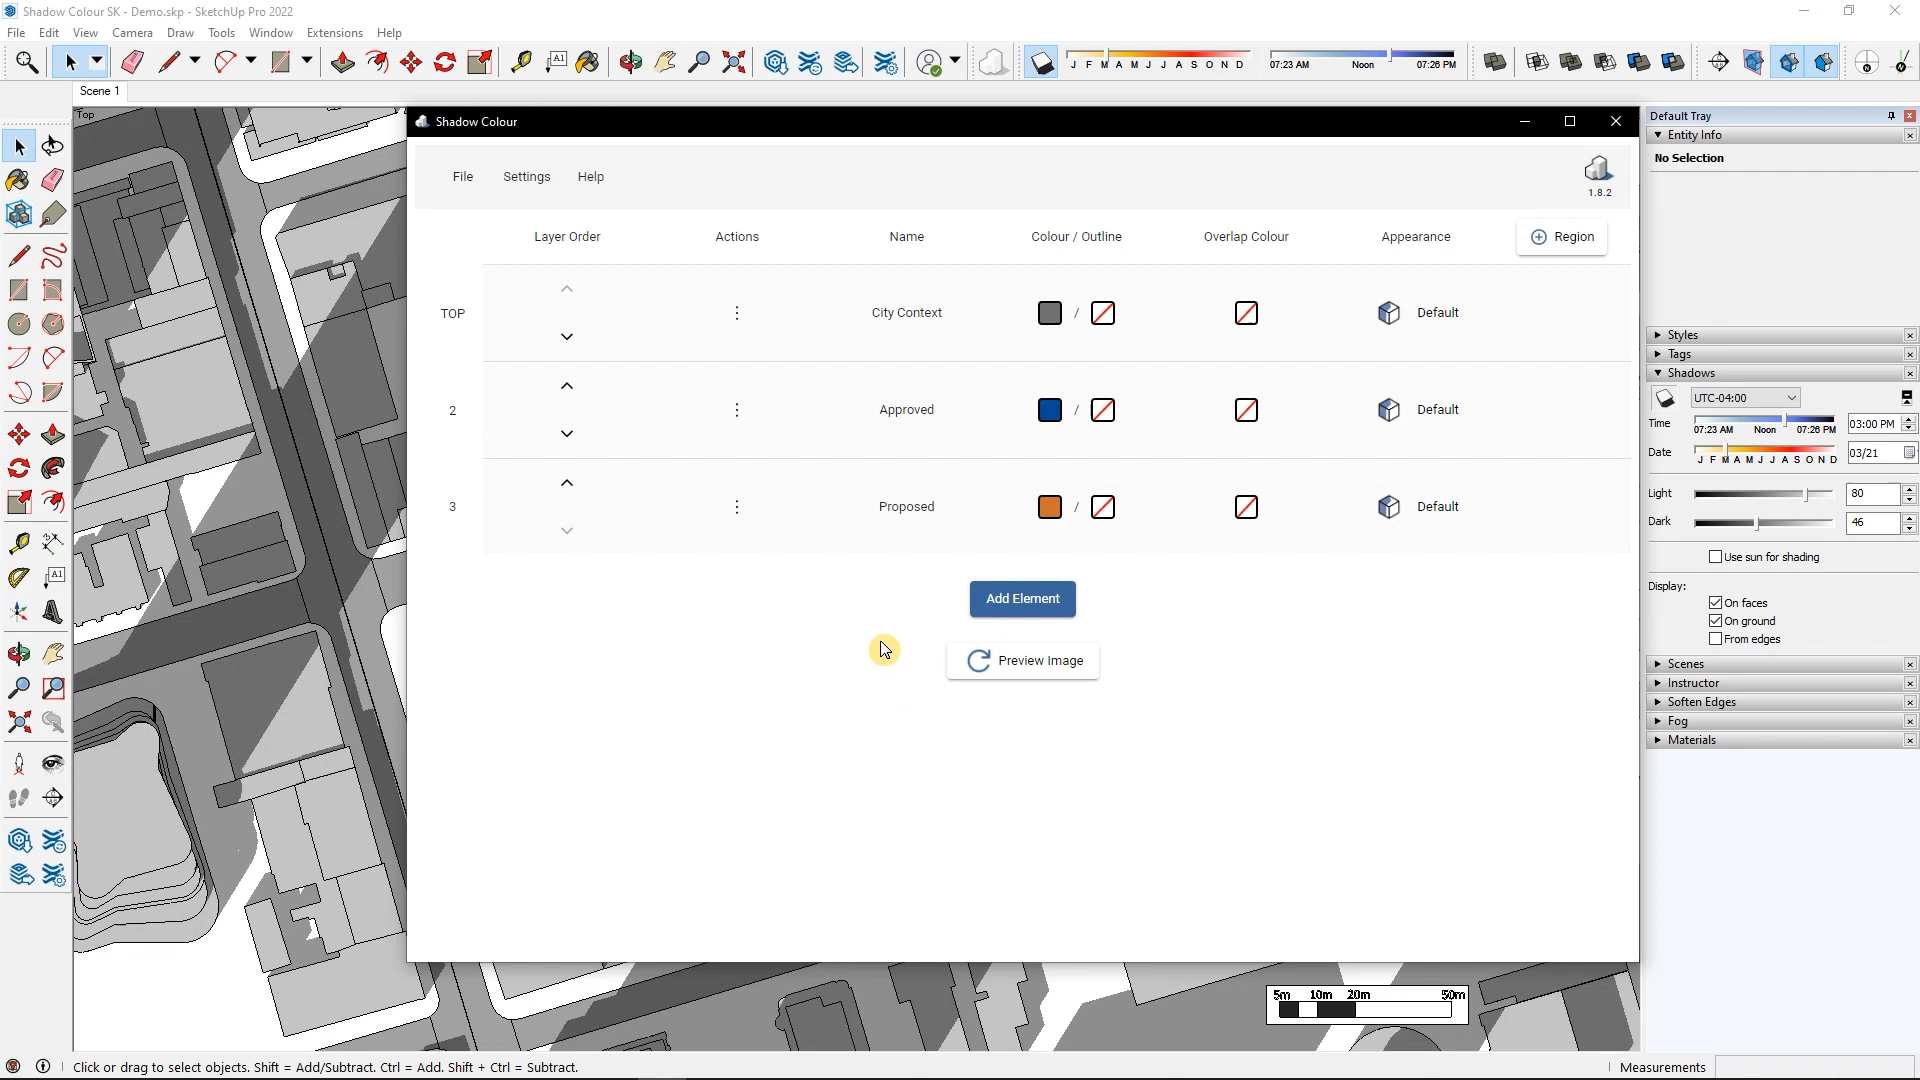 Shadow Colour SK - Demo.skp - SketchUp Pro 2022
File Edit View Camera Draw Tools Window Extensions Help
J F M A M J J A S O N D
07:23 AM Noon 07:26 PM
Scene 1
Top
Shadow Colour
File Settings Help
1.8.2
Layer Order Actions Name Colour / Outline Overlap Colour Appearance Region
TOP City Context / Default
2 Approved / Default
3 Proposed / Default
Add Element
Preview Image
Default Tray
Entity Info
No Selection
Styles
Tags
Shadows
UTC-04:00
Time 07:23 AM Noon 07:26 PM 03:00 PM
Date J F M A M J J A S O N D 03/21
Light 80
Dark 46
Use sun for shading
Display:
On faces
On ground
From edges
Scenes
Instructor
Soften Edges
Fog
Materials
5m 10m 20m 50m
Click or drag to select objects. Shift = Add/Subtract. Ctrl = Add. Shift + Ctrl = Subtract.
Measurements